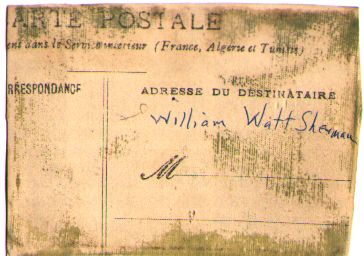 ARTE POSTALE
ent dans le Service intérieur (France, Algérie et Tunisie)
RRESPONDANCE
ADRESSE DU DESTINATAIRE
William Watt Sherman
M